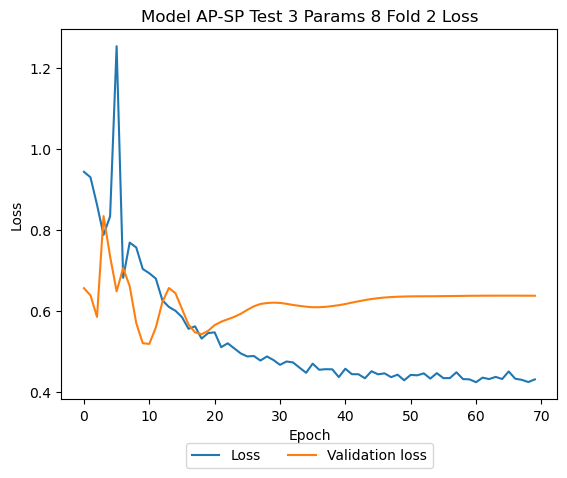 Model AP-SP Test 3 Params 8 Fold 2 Loss
1.2
1.0
0.8
0.6
0.4
Loss
0 10 20 30 40 50 60 70
Epoch
Loss Validation loss